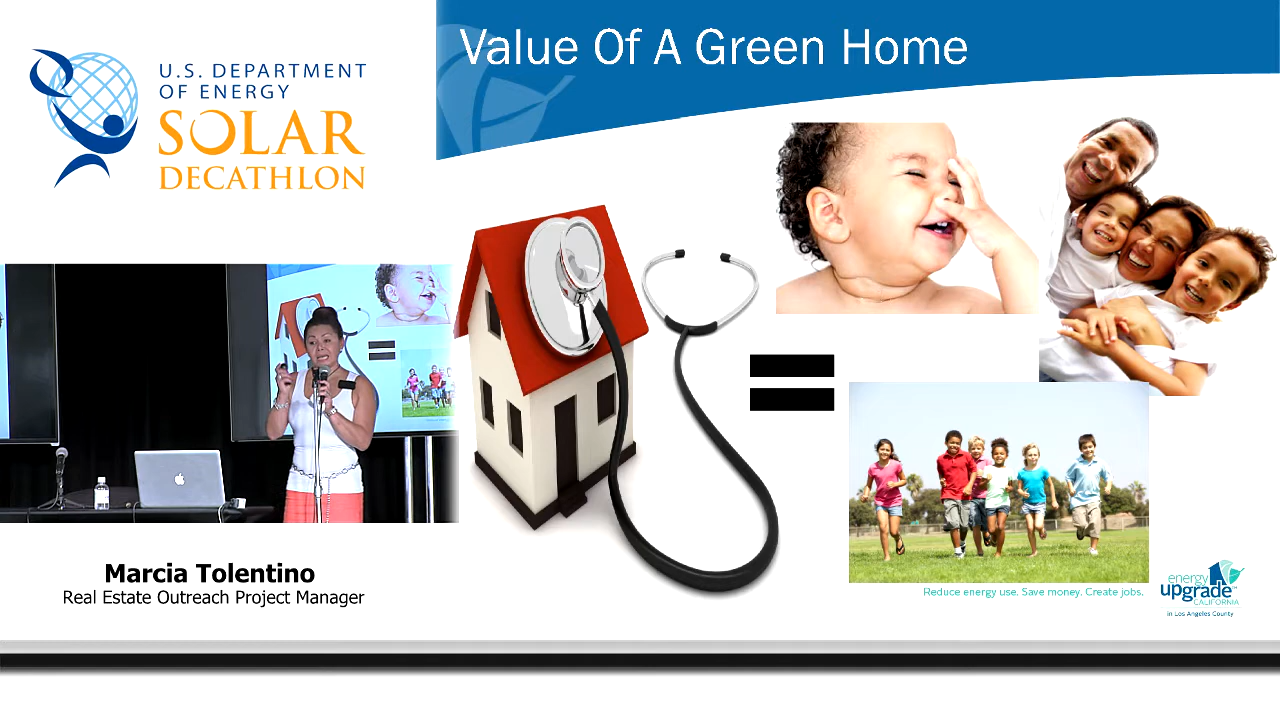 U.S. DEPARTMENT
OF ENERGY
SOLAR
DECATHLON
Value Of A Green Home
Marcia Tolentino
Real Estate Outreach Project Manager
Reduce energy use. Save money. Create jobs.
energy
upgrade™
CALIFORNIA
in Los Angeles County